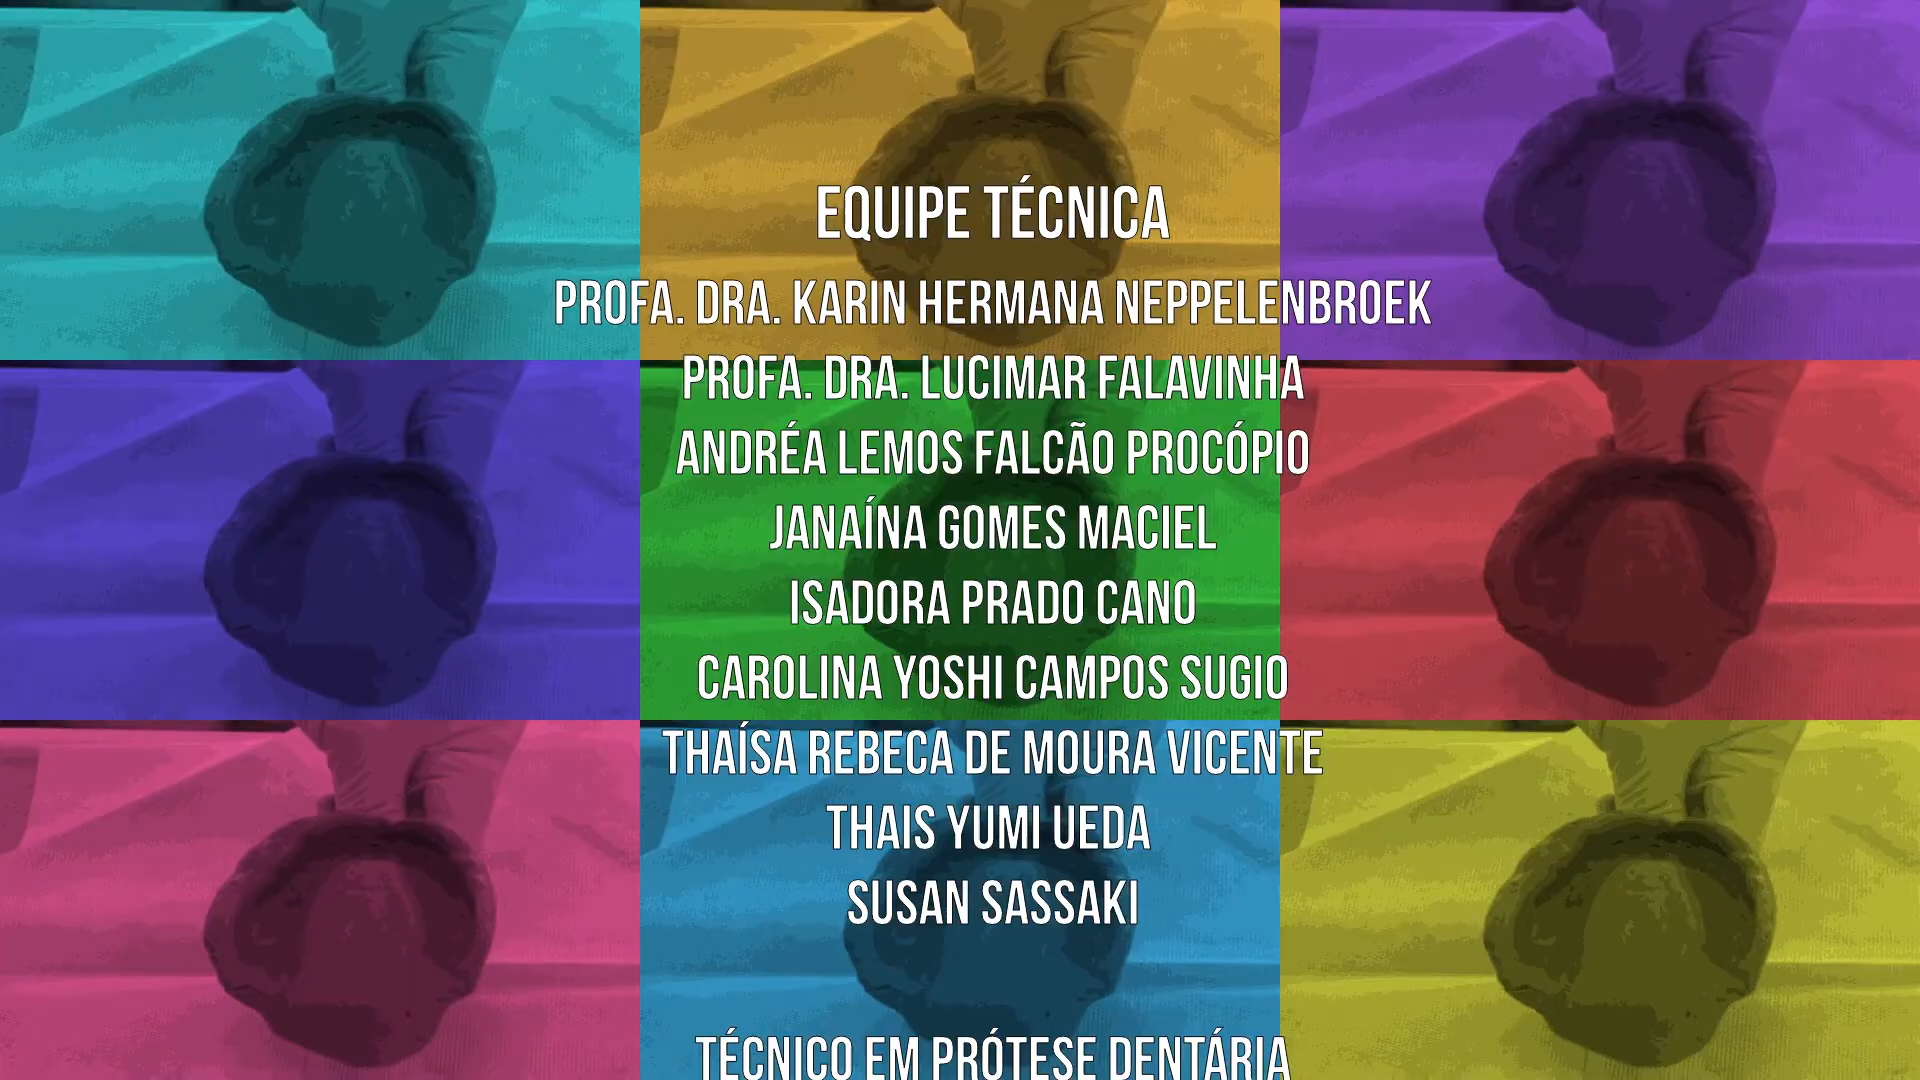 EQUIPE TÉCNICA
PROFA. DRA. KARIN HERMANA NEPPELENBROEK
PROFA. DRA. LUCIMAR FALAVINHA
ANDRÉA LEMOS FALCÃO PROCÓPIO
JANAÍNA GOMES MACIEL
ISADORA PRADO CANO
CAROLINA YOSHI CAMPOS SUGIO
THAÍSA REBECA DE MOURA VICENTE
THAIS YUMI UEDA
SUSAN SASSAKI
TÉCNICO EM PRÓTESE DENTÁRIA